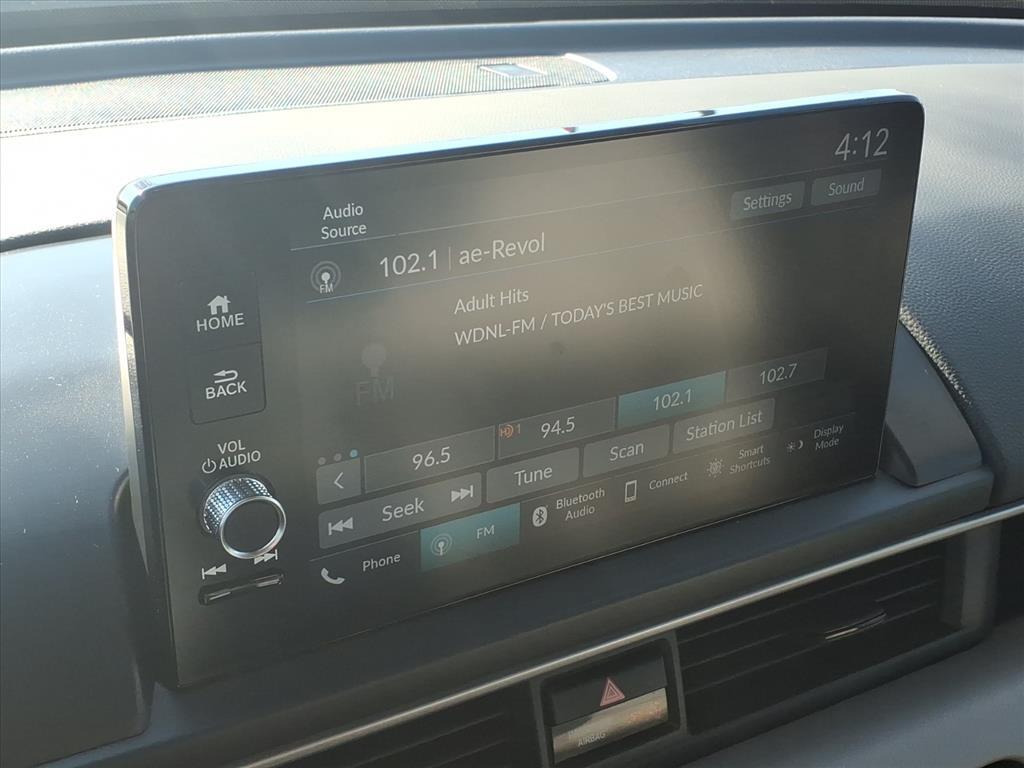 4:12
Audio
Source
Settings
Sound
FM
102.1 | ae-Revol
Adult Hits
WDNL-FM / TODAY'S BEST MUSIC
FM
HOME
BACK
VOL
AUDIO
96.5
HD 1 94.5
102.1
102.7
Seek
Tune
Scan
Station List
Phone
FM
Bluetooth
Audio
Connect
Smart
Shortcuts
Display
Mode
AIRBAG